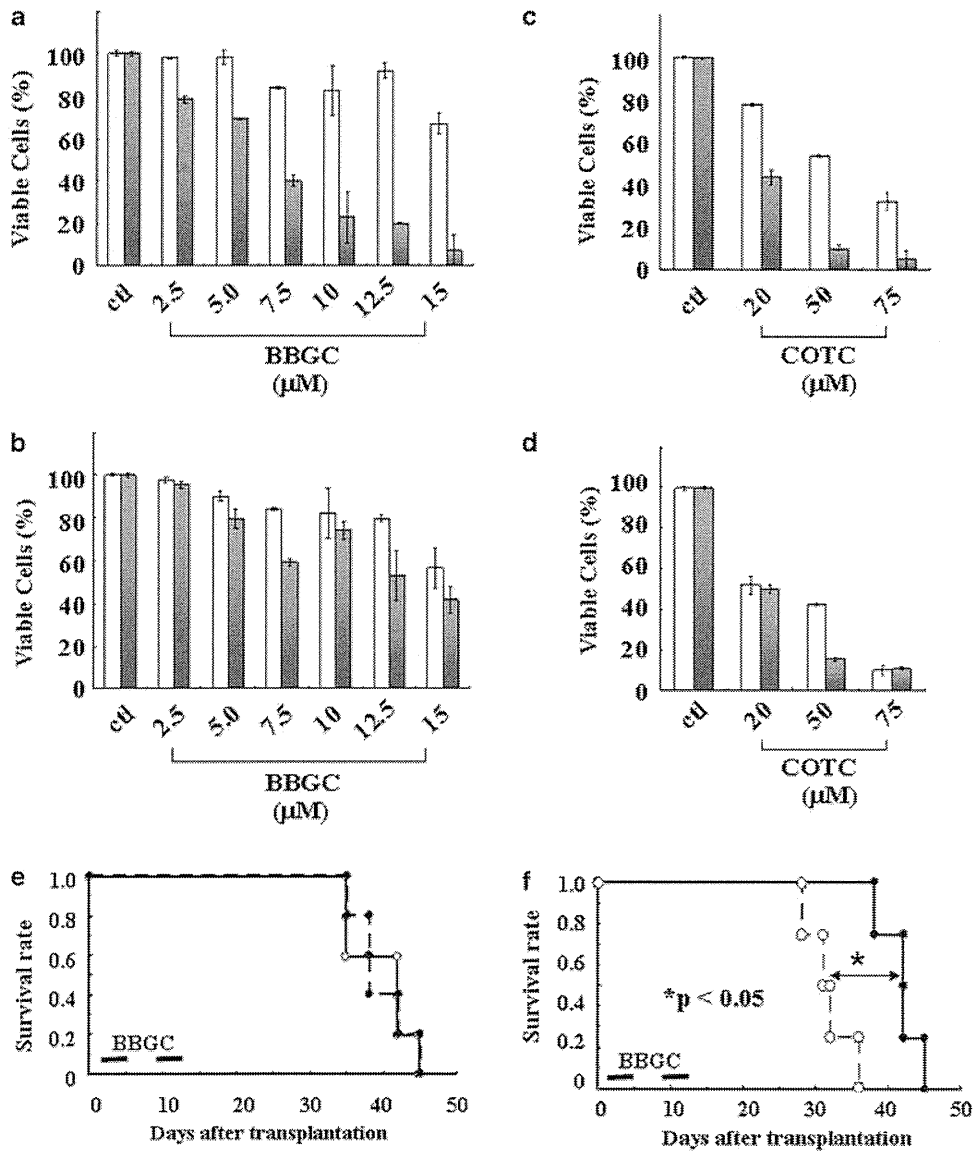 a
Viable Cells (%)
100
80
60
40
20
0
ctl
2.5
5.0
7.5
10
12.5
15
BBGC
(µM)
c
Viable Cells (%)
100
80
60
40
20
0
ctl
20
50
75
COTC
(µM)
b
Viable Cells (%)
100
80
60
40
20
0
ctl
2.5
5.0
7.5
10
12.5
15
BBGC
(µM)
d
Viable Cells (%)
100
80
60
40
20
0
ctl
20
50
75
COTC
(µM)
e
Survival rate
1.0
0.8
0.6
0.4
0.2
0
BBGC
0 10 20 30 40 50
Days after transplantation
f
Survival rate
1.0
0.8
0.6
0.4
0.2
0
*
*p < 0.05
BBGC
0 10 20 30 40 50
Days after transplantation